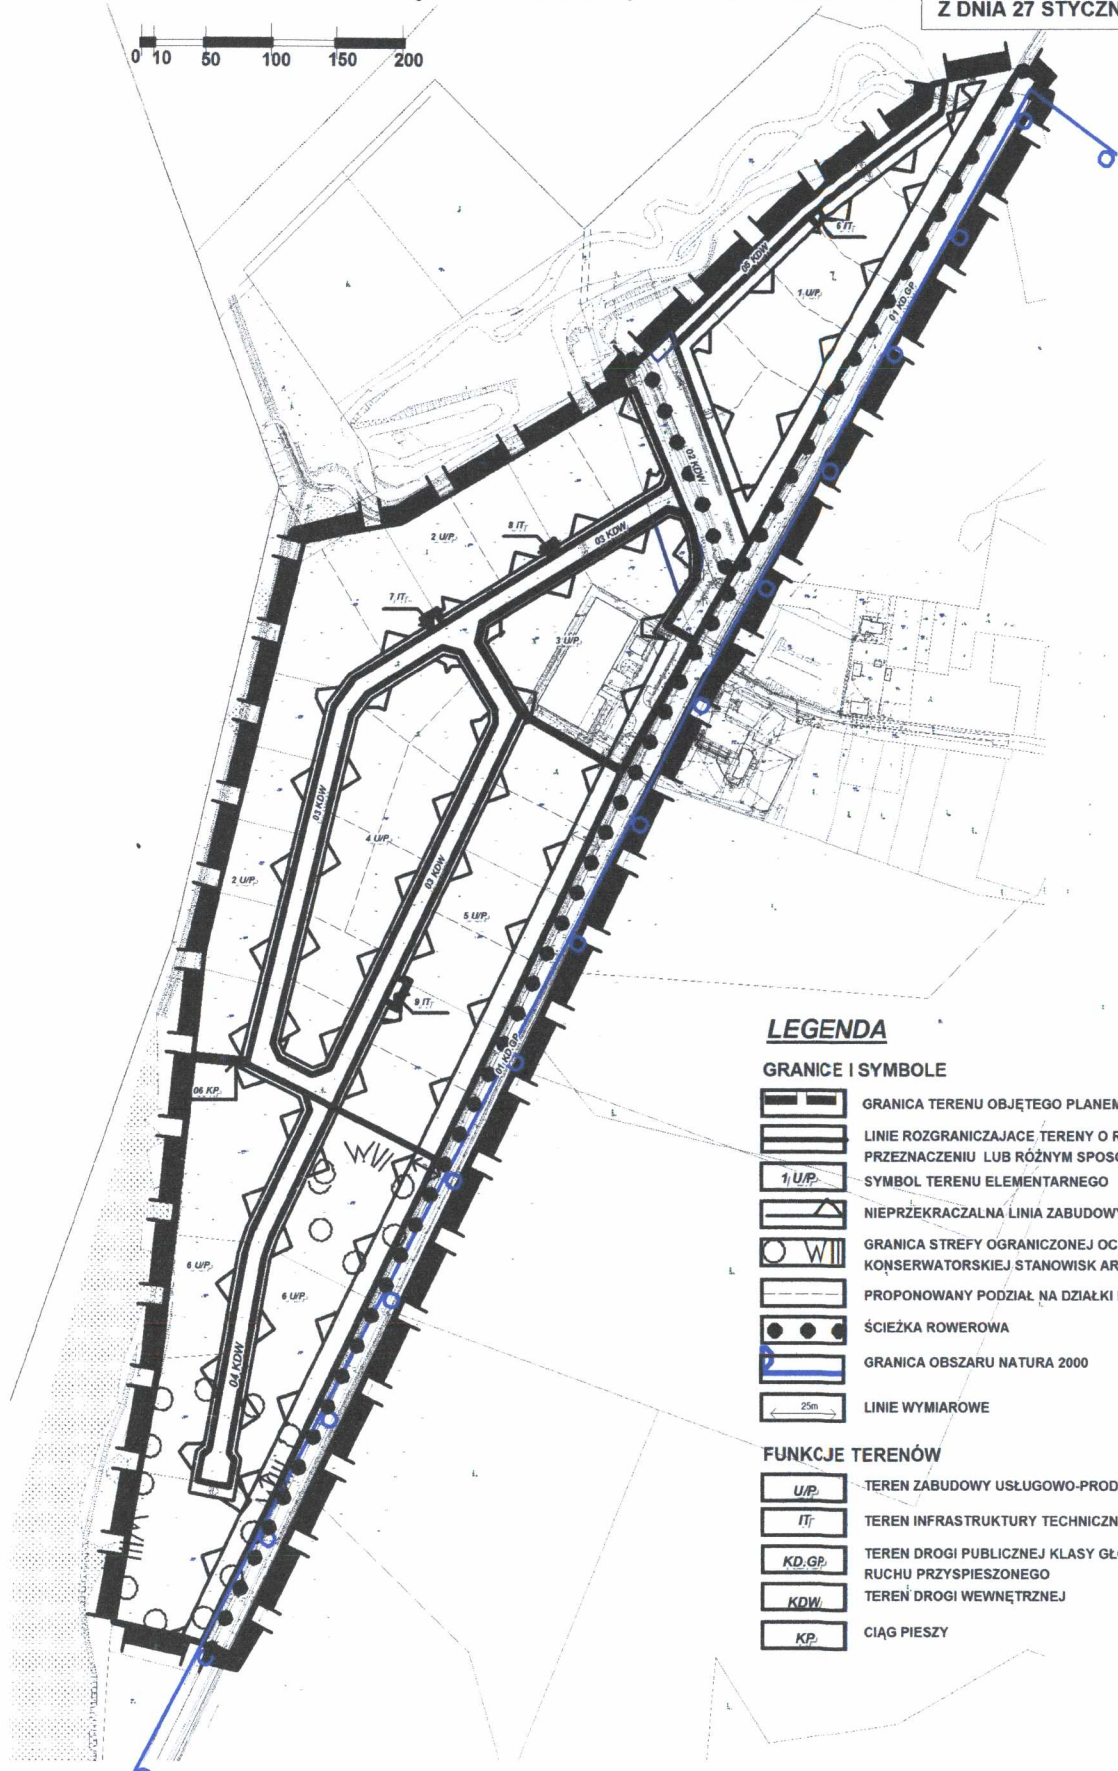 Z DNIA 27 STYCZN
0 10 50 100 150 200
6 IT
05 KDW
1 U/P
01 KD.GP
02 KDW
2 U/P
8 IT
03 KDW
7 IT
3 U/P
03 KDW
4 U/P
03 KDW
2 U/P
5 U/P
9 IT
01 KD.GP
06 KP
6 U/P
6 U/P
04 KDW
LEGENDA
GRANICE I SYMBOLE
GRANICA TERENU OBJĘTEGO PLANEM
LINIE ROZGRANICZAJACE TERENY O R
PRZEZNACZENIU LUB RÓŻNYM SPOSO
1 U/P
SYMBOL TERENU ELEMENTARNEGO
NIEPRZEKRACZALNA LINIA ZABUDOWY
GRANICA STREFY OGRANICZONEJ OC
KONSERWATORSKIEJ STANOWISK AR
PROPONOWANY PODZIAŁ NA DZIAŁKI
ŚCIEŻKA ROWEROWA
GRANICA OBSZARU NATURA 2000
25m
LINIE WYMIAROWE
FUNKCJE TERENÓW
U/P
TEREN ZABUDOWY USŁUGOWO-PROD
IT
TEREN INFRASTRUKTURY TECHNICZN
KD.GP
TEREN DROGI PUBLICZNEJ KLASY GŁ
RUCHU PRZYSPIESZONEGO
KDW
TEREN DROGI WEWNĘTRZNEJ
KP
CIĄG PIESZY